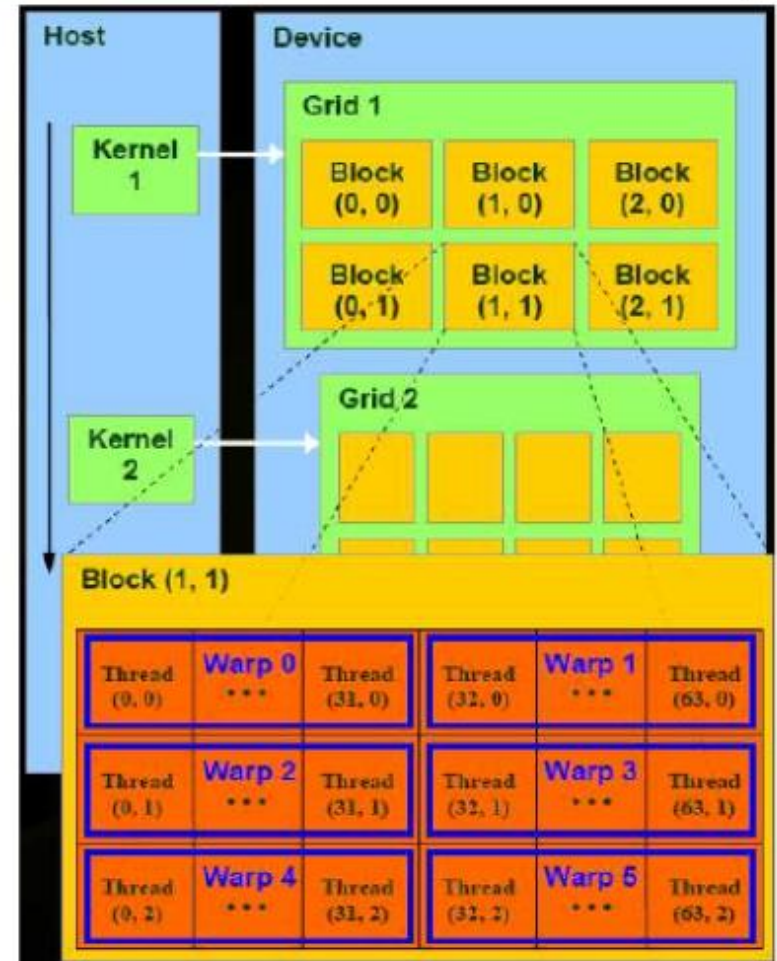 Host
Device
Grid 1
Kernel
1
Block
(0, 0)
Block
(1, 0)
Block
(2, 0)
Block
(0, 1)
Block
(1, 1)
Block
(2, 1)
Grid 2
Kernel
2
Block (1, 1)
Thread
(0, 0)
Warp 0
...
Thread
(31, 0)
Thread
(32, 0)
Warp 1
...
Thread
(63, 0)
Thread
(0, 1)
Warp 2
...
Thread
(31, 1)
Thread
(32, 1)
Warp 3
...
Thread
(63, 1)
Thread
(0, 2)
Warp 4
...
Thread
(31, 2)
Thread
(32, 2)
Warp 5
...
Thread
(63, 2)